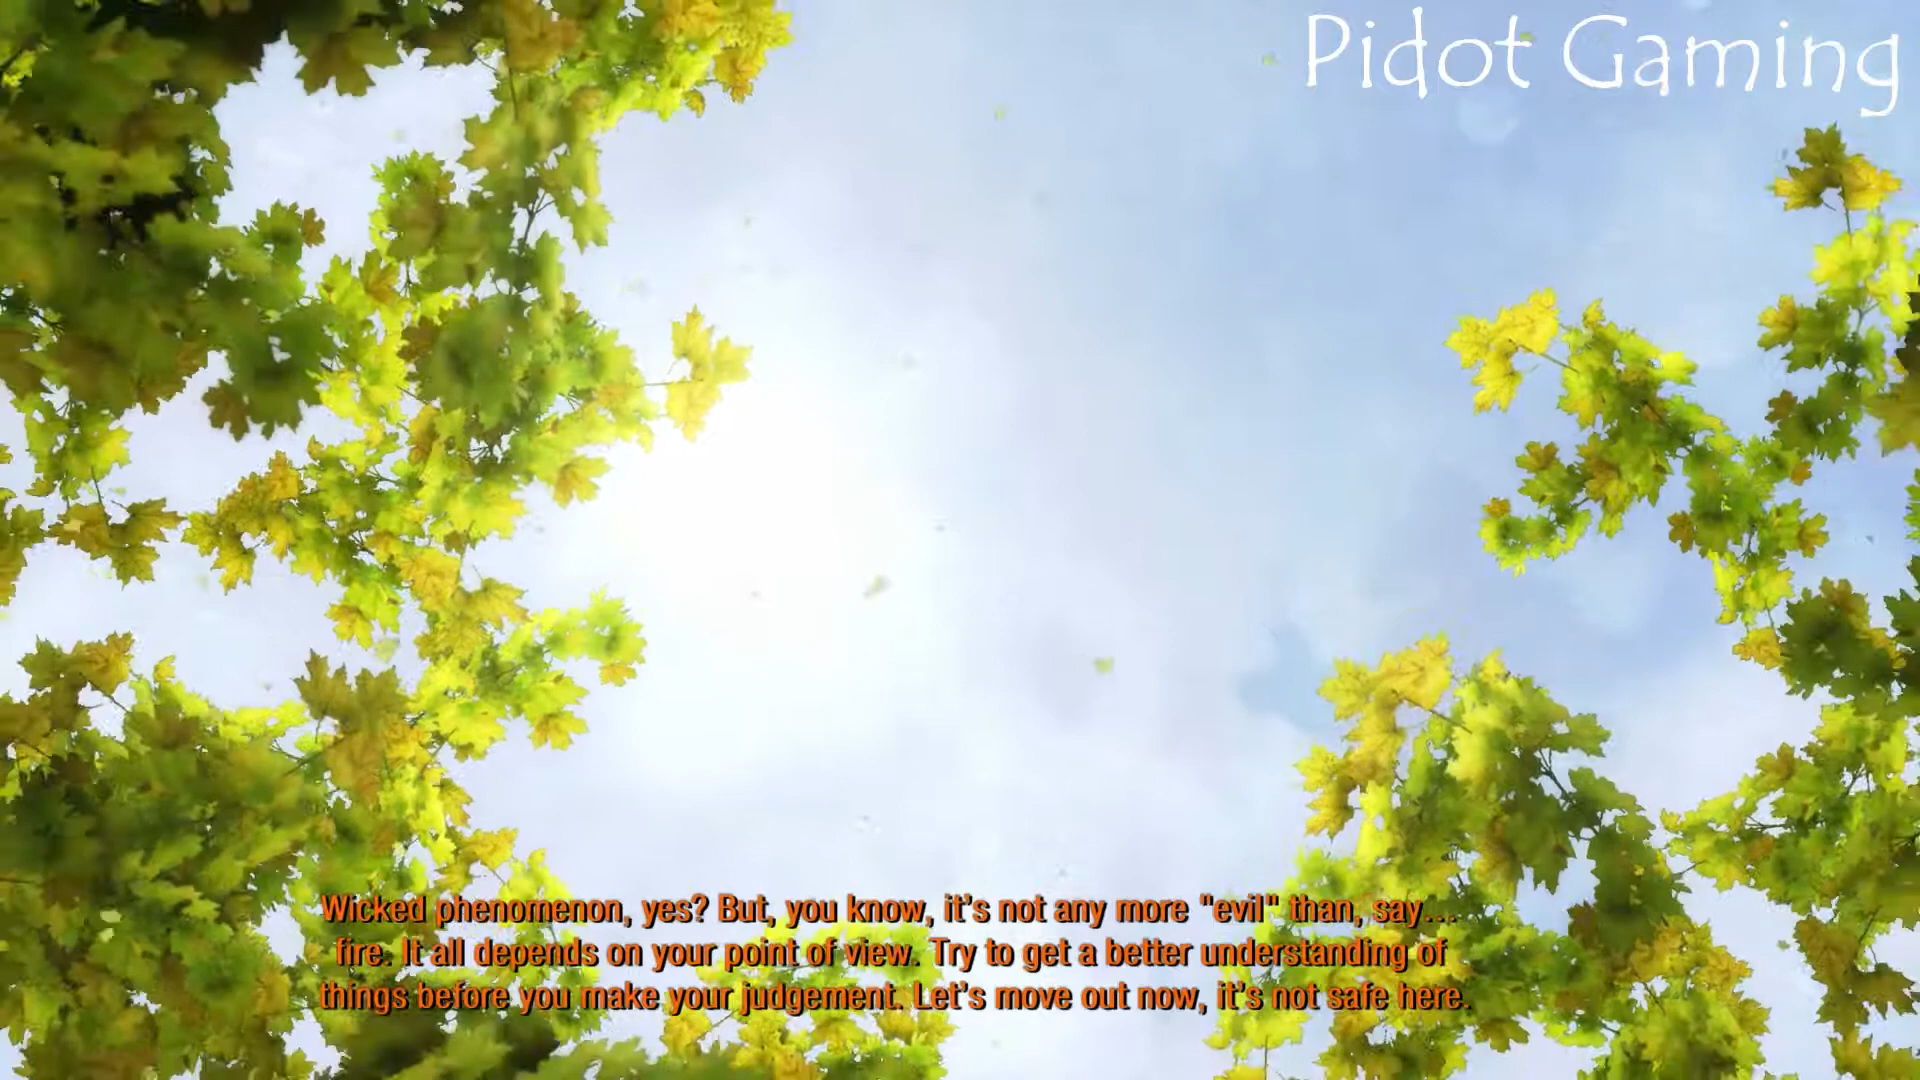 Pidot Gaming
Wicked phenomenon, yes? But, you know, it's not any more "evil" than, say...
fire. It all depends on your point of view. Try to get a better understanding of
things before you make your judgement. Let's move out now, it's not safe here.